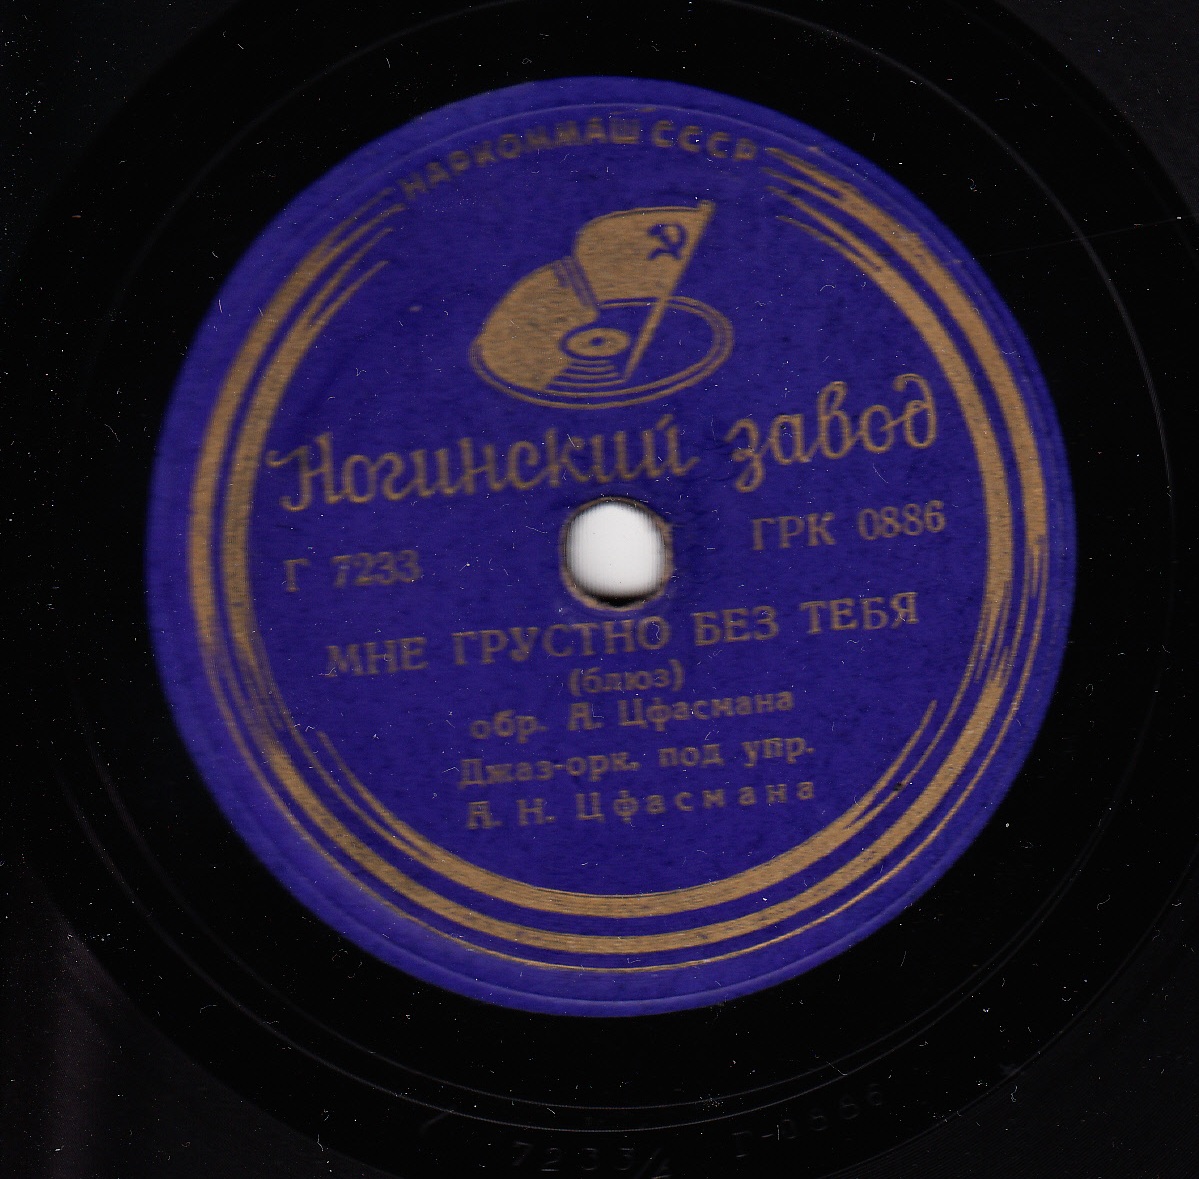 НАРКОММАШ СССР
Ногинский завод
Г 7233
ГРК 0886
МНЕ ГРУСТНО БЕЗ ТЕБЯ
(блюз)
обр. А. Цфасмана
Джаз-орк. под упр.
А. Н. Цфасмана
Г-0886